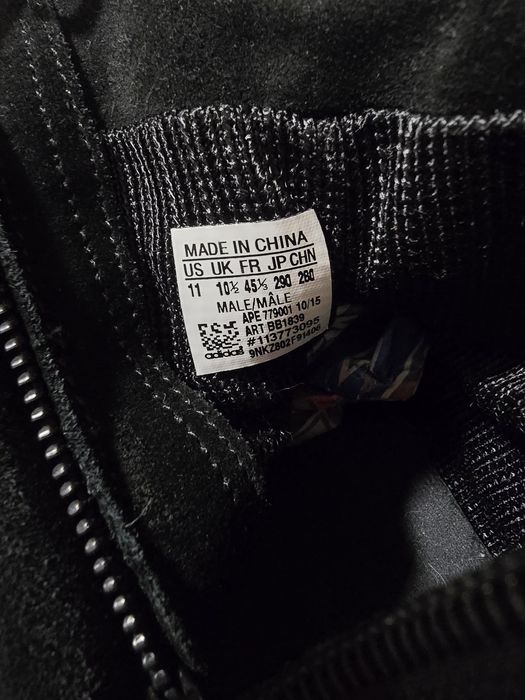 MADE IN CHINA
US UK FR JP CHN
11 10½ 45⅓ 290 280
MALE/MÂLE
APE 779001 10/15
ART BB1839
#113773095
9NKZ802F91406
adidas